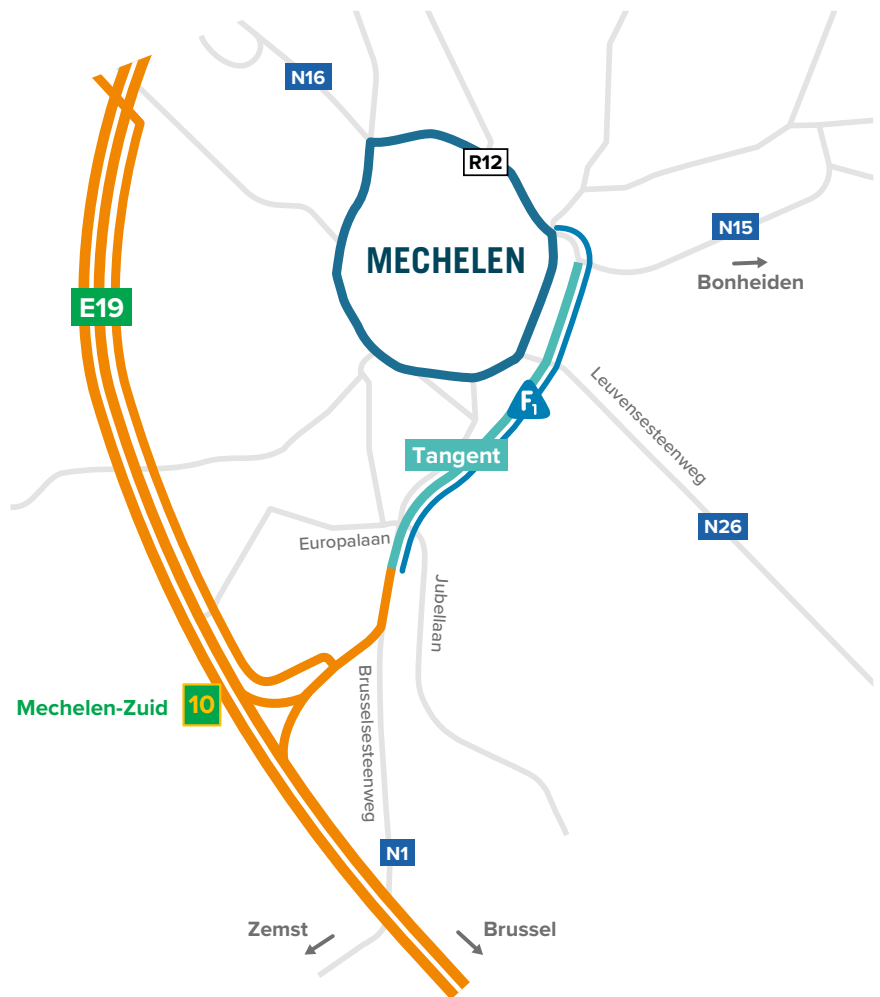 N16
R12
N15
MECHELEN
Bonheiden
E19
Leuvensesteenweg
F1
Tangent
N26
Europalaan
Jubellaan
Brusselsesteenweg
Mechelen-Zuid
10
N1
Zemst
Brussel